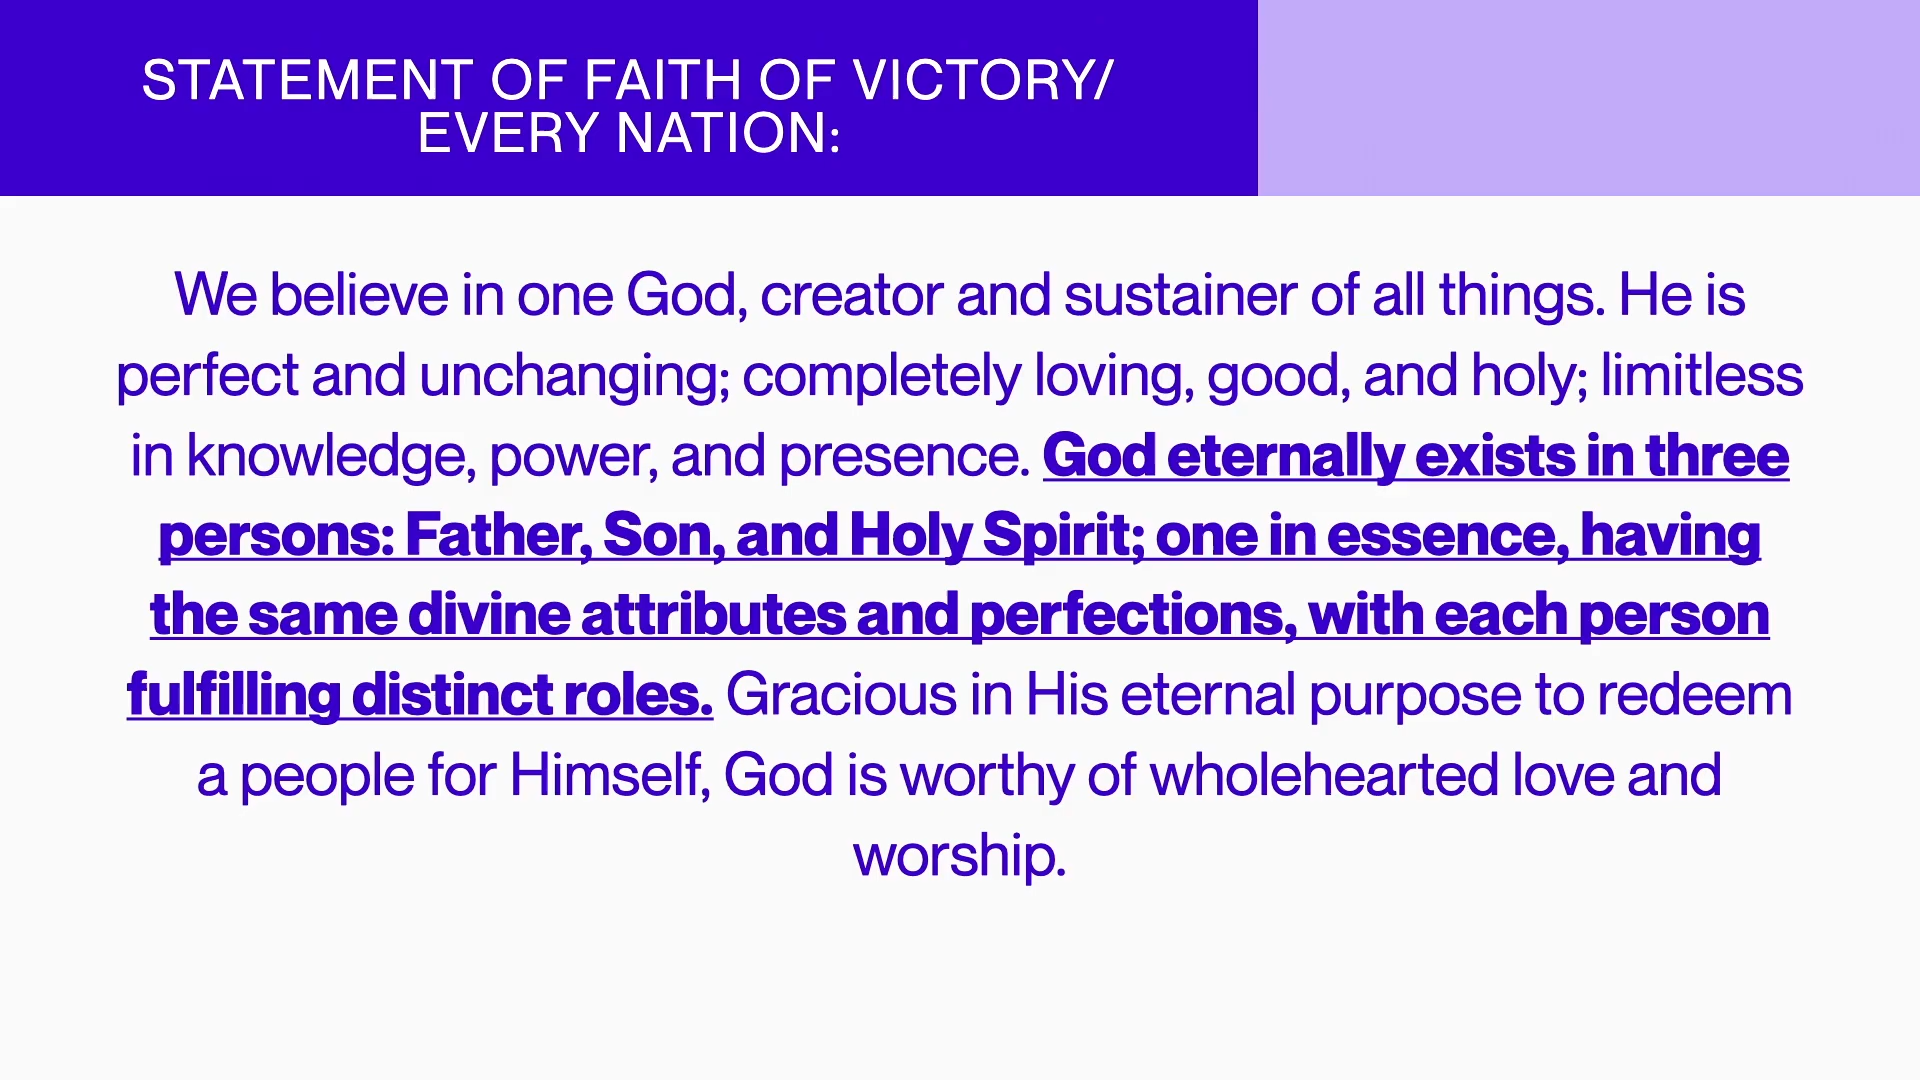 STATEMENT OF FAITH OF VICTORY/
EVERY NATION:
We believe in one God, creator and sustainer of all things. He is
perfect and unchanging; completely loving, good, and holy; limitless
in knowledge, power, and presence. God eternally exists in three
persons: Father, Son, and Holy Spirit; one in essence, having
the same divine attributes and perfections, with each person
fulfilling distinct roles. Gracious in His eternal purpose to redeem
a people for Himself, God is worthy of wholehearted love and
worship.